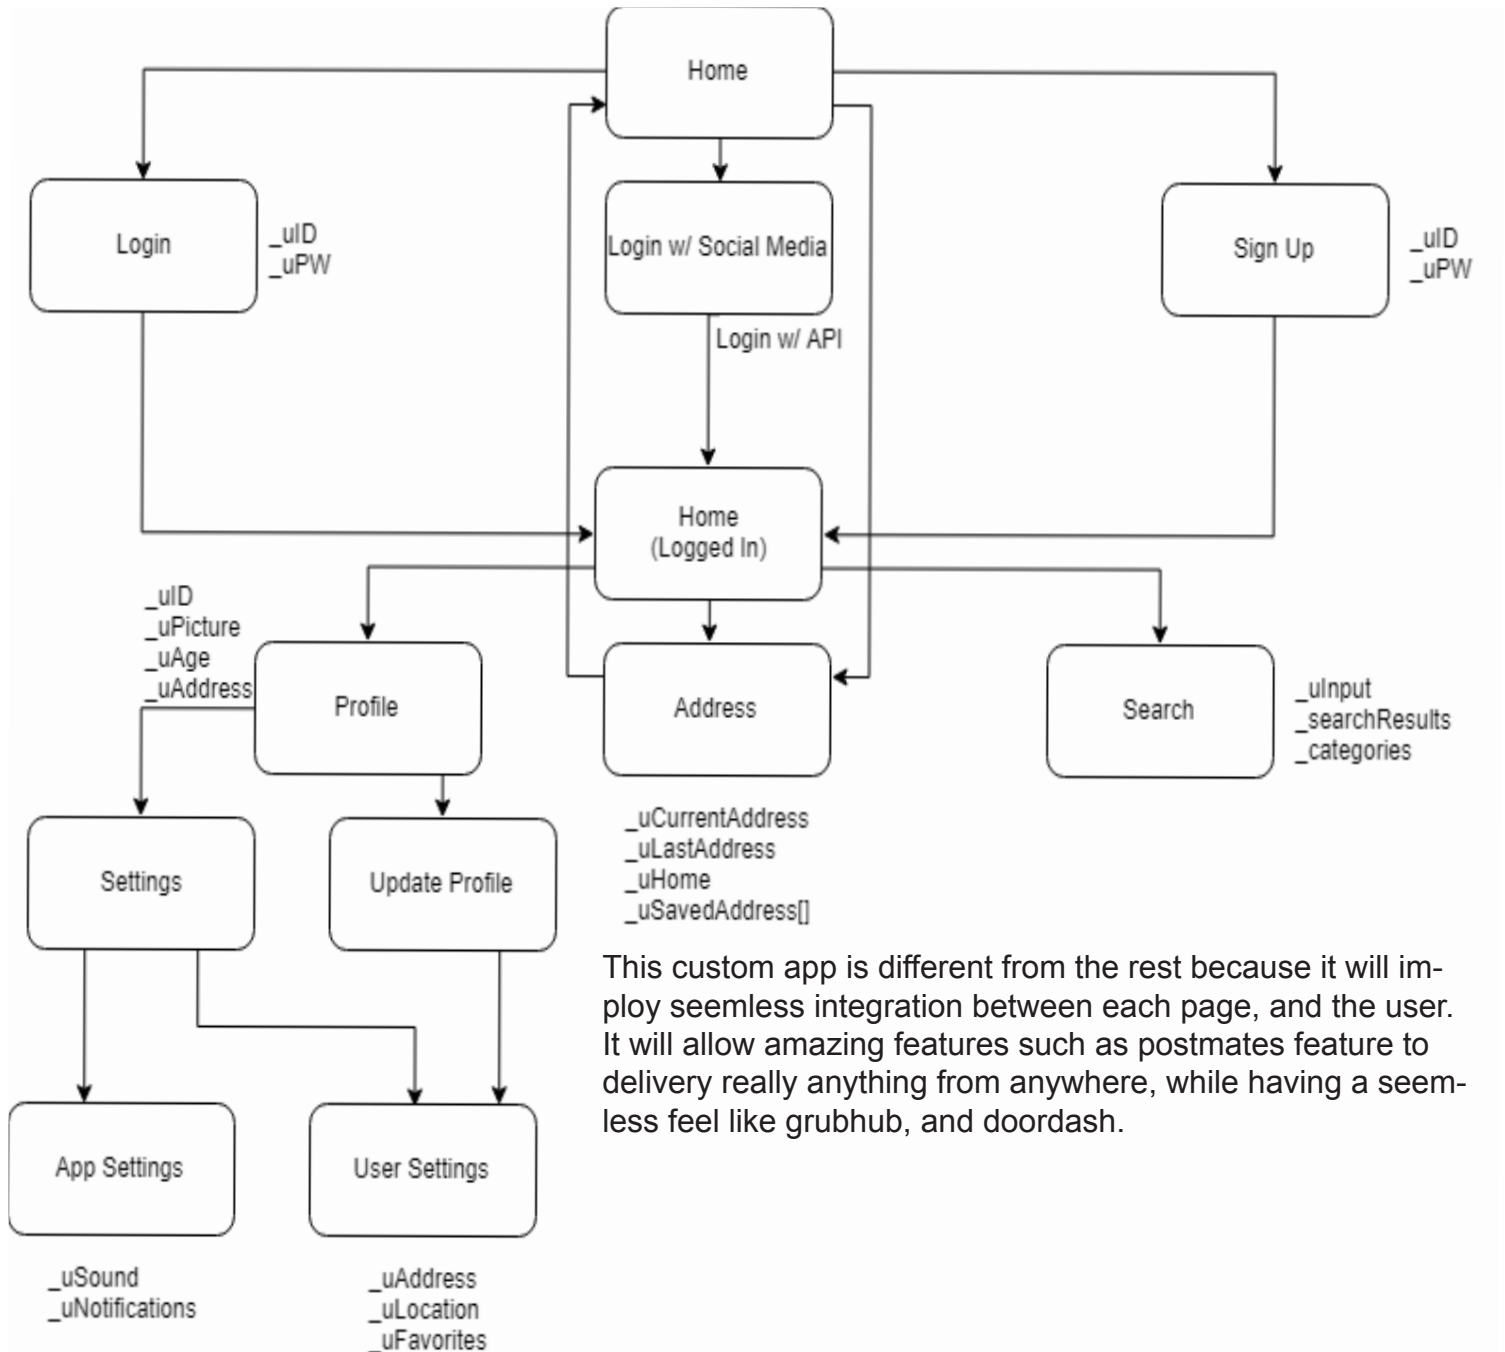 Home
Login
_uID
_uPW
Login w/ Social Media
Sign Up
_uID
_uPW
Login w/ API
Home
(Logged In)
_uID
_uPicture
_uAge
_uAddress
Profile
Address
Search
_uInput
_searchResults
_categories
_uCurrentAddress
_uLastAddress
_uHome
_uSavedAddress[]
Settings
Update Profile
This custom app is different from the rest because it will im-
ploy seemless integration between each page, and the user.
It will allow amazing features such as postmates feature to
delivery really anything from anywhere, while having a seem-
less feel like grubhub, and doordash.
App Settings
User Settings
_uSound
_uNotifications
_uAddress
_uLocation
_uFavorites